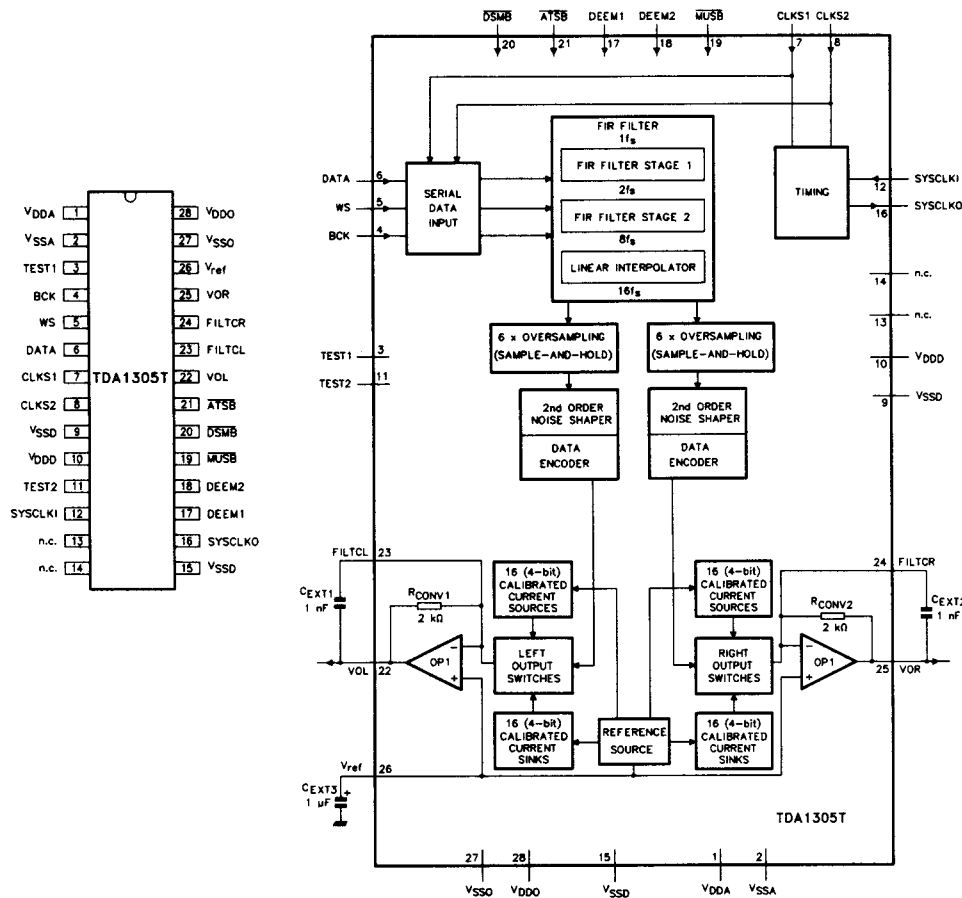 DSMB
20
ATSB
21
DEEM1
17
DEEM2
18
MUSB
19
CLKS1
7
CLKS2
8
VDDA 1
VSSA 2
TEST1 3
BCK 4
WS 5
DATA 6
CLKS1 7
CLKS2 8
VSSD 9
VDDD 10
TEST2 11
SYSCLKI 12
n.c. 13
n.c. 14
TDA1305T
28 VDDO
27 VSSO
26 Vref
25 VOR
24 FILTCR
23 FILTCL
22 VOL
21 ATSB
20 DSMB
19 MUSB
18 DEEM2
17 DEEM1
16 SYSCLKO
15 VSSD
DATA 6
WS 5
BCK 4
SERIAL
DATA
INPUT
FIR FILTER
1fs
FIR FILTER STAGE 1
2fs
FIR FILTER STAGE 2
8fs
LINEAR INTERPOLATOR
16fs
TIMING
SYSCLKI
12
SYSCLKO
16
n.c.
14
n.c.
13
VDDD
10
VSSD
9
TEST1 3
TEST2 11
6 x OVERSAMPLING
(SAMPLE-AND-HOLD)
6 x OVERSAMPLING
(SAMPLE-AND-HOLD)
2nd ORDER
NOISE SHAPER
DATA
ENCODER
2nd ORDER
NOISE SHAPER
DATA
ENCODER
FILTCL 23
CEXT1
1 nF
RCONV1
2 kΩ
OP1
−
+
VOL
22
16 (4-bit)
CALIBRATED
CURRENT
SOURCES
LEFT
OUTPUT
SWITCHES
16 (4-bit)
CALIBRATED
CURRENT
SINKS
REFERENCE
SOURCE
16 (4-bit)
CALIBRATED
CURRENT
SOURCES
RIGHT
OUTPUT
SWITCHES
16 (4-bit)
CALIBRATED
CURRENT
SINKS
24 FILTCR
RCONV2
2 kΩ
CEXT2
1 nF
OP1
−
+
25 VOR
Vref 26
CEXT3 +
1 µF
TDA1305T
27
VSSO
28
VDDO
15
VSSD
1
VDDA
2
VSSA